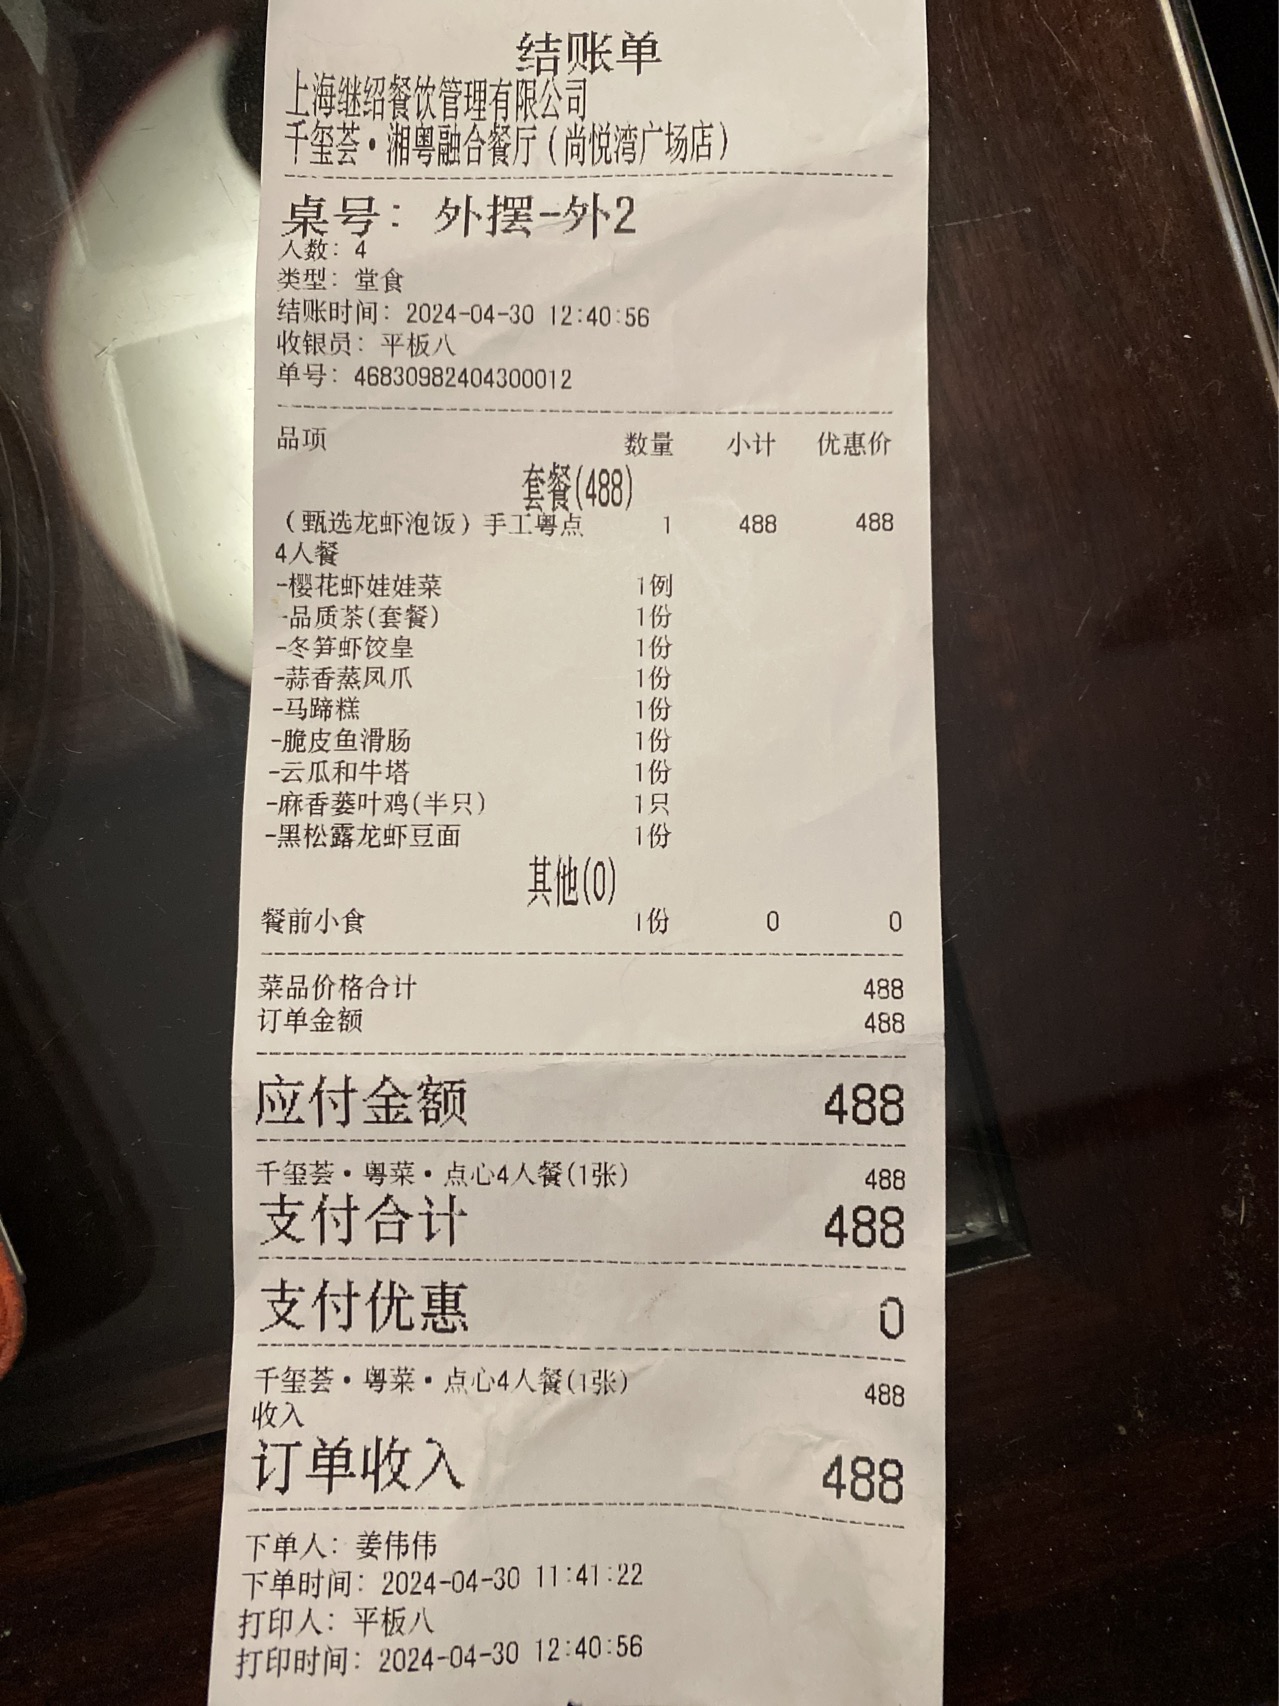 结账单
上海继绍餐饮管理有限公司
千玺荟·湘粤融合餐厅(尚悦湾广场店)
桌号: 外摆-外2
人数: 4
类型: 堂食
结账时间: 2024-04-30 12:40:56
收银员: 平板八
单号: 46830982404300012
品项 数量 小计 优惠价
套餐(488)
(甄选龙虾泡饭)手工粤点 1 488 488
4人餐
-樱花虾娃娃菜 1例
-品质茶(套餐) 1份
-冬笋虾饺皇 1份
-蒜香蒸凤爪 1份
-马蹄糕 1份
-脆皮鱼滑肠 1份
-云瓜和牛塔 1份
-麻香蒌叶鸡(半只) 1只
-黑松露龙虾豆面 1份
其他(0)
餐前小食 1份 0 0
菜品价格合计 488
订单金额 488
应付金额 488
千玺荟·粤菜·点心4人餐(1张) 488
支付合计 488
支付优惠 0
千玺荟·粤菜·点心4人餐(1张) 488
收入
订单收入 488
下单人: 姜伟伟
下单时间: 2024-04-30 11:41:22
打印人: 平板八
打印时间: 2024-04-30 12:40:56